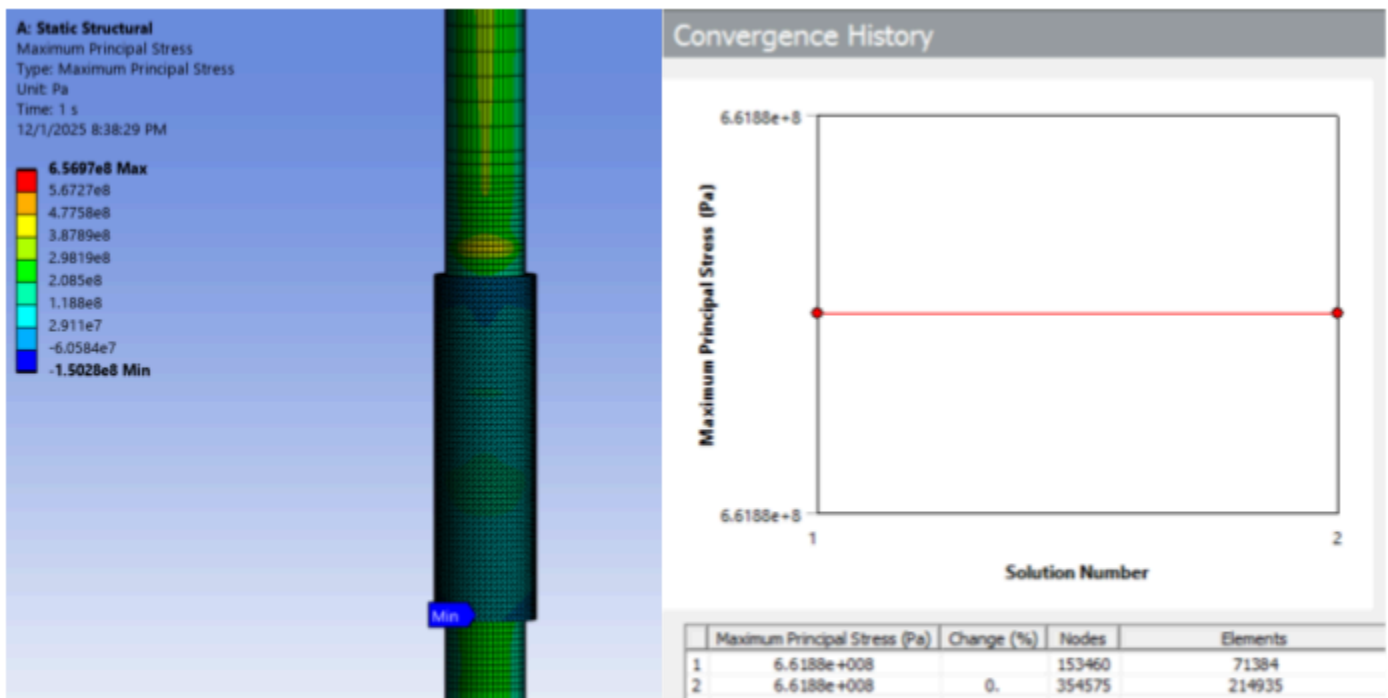 A: Static Structural
Maximum Principal Stress
Type: Maximum Principal Stress
Unit: Pa
Time: 1 s
12/1/2025 8:38:29 PM
6.5697e8 Max
5.6727e8
4.7758e8
3.8789e8
2.9819e8
2.085e8
1.188e8
2.911e7
-6.0584e7
-1.5028e8 Min
Min
Convergence History
6.6188e+8
Maximum Principal Stress (Pa)
6.6188e+8
1 2
Solution Number
Maximum Principal Stress (Pa) Change (%) Nodes Elements
1 6.6188e+008 153460 71384
2 6.6188e+008 0. 354575 214935